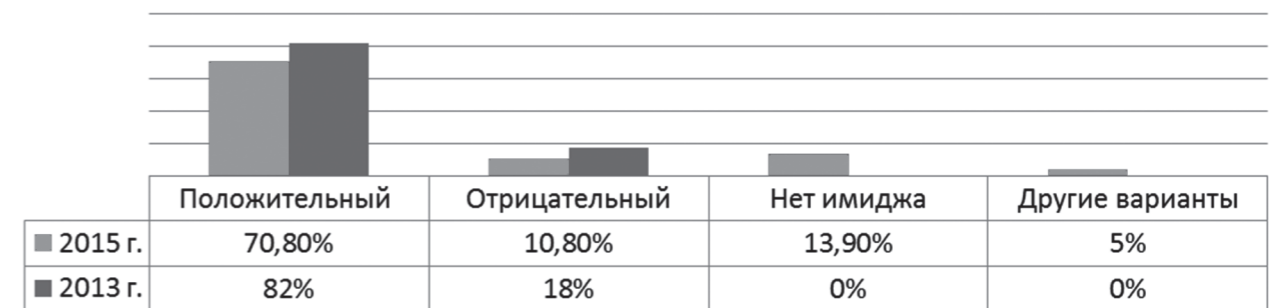 Положительный Отрицательный Нет имиджа Другие варианты
2015 г. 70,80% 10,80% 13,90% 5%
2013 г. 82% 18% 0% 0%